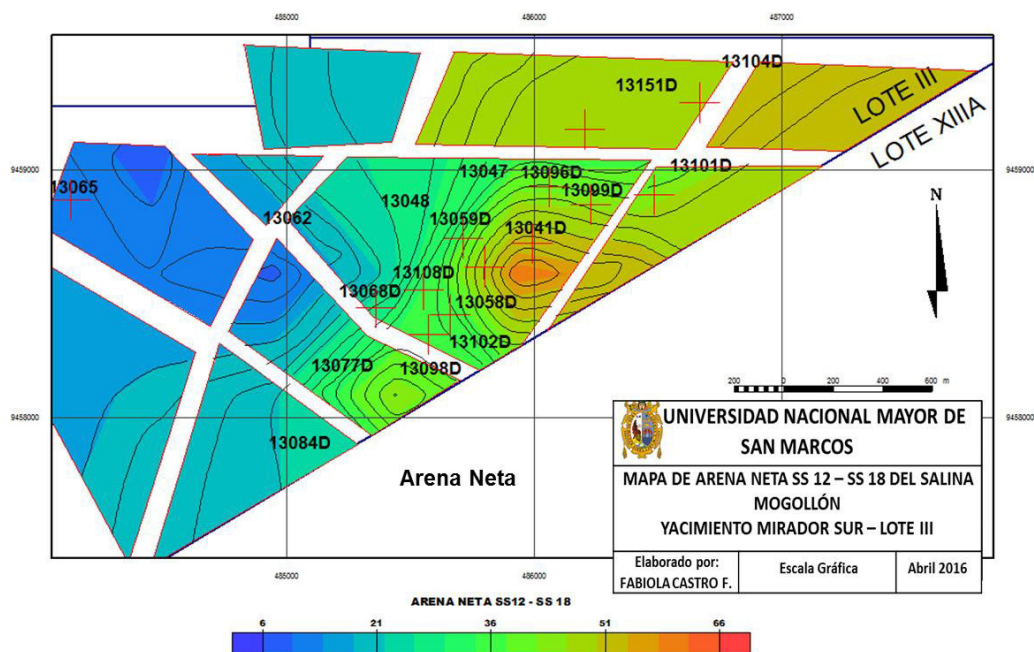 485000 486000 487000
13104D
13151D
LOTE III
LOTE XIIIA
9459000 13065 13047 13096D 13101D 9459000
13099D
13048
13062 13059D 13041D
N
13108D
13068D 13058D
13102D
13077D 13098D
200 0 200 400 600 m
9458000 9458000
13084D
Arena Neta
UNIVERSIDAD NACIONAL MAYOR DE
SAN MARCOS
MAPA DE ARENA NETA SS 12 – SS 18 DEL SALINA
MOGOLLÓN
YACIMIENTO MIRADOR SUR – LOTE III
Elaborado por:
FABIOLA CASTRO F.
Escala Gráfica
Abril 2016
485000 486000 487000
ARENA NETA SS12 - SS 18
6 21 36 51 66